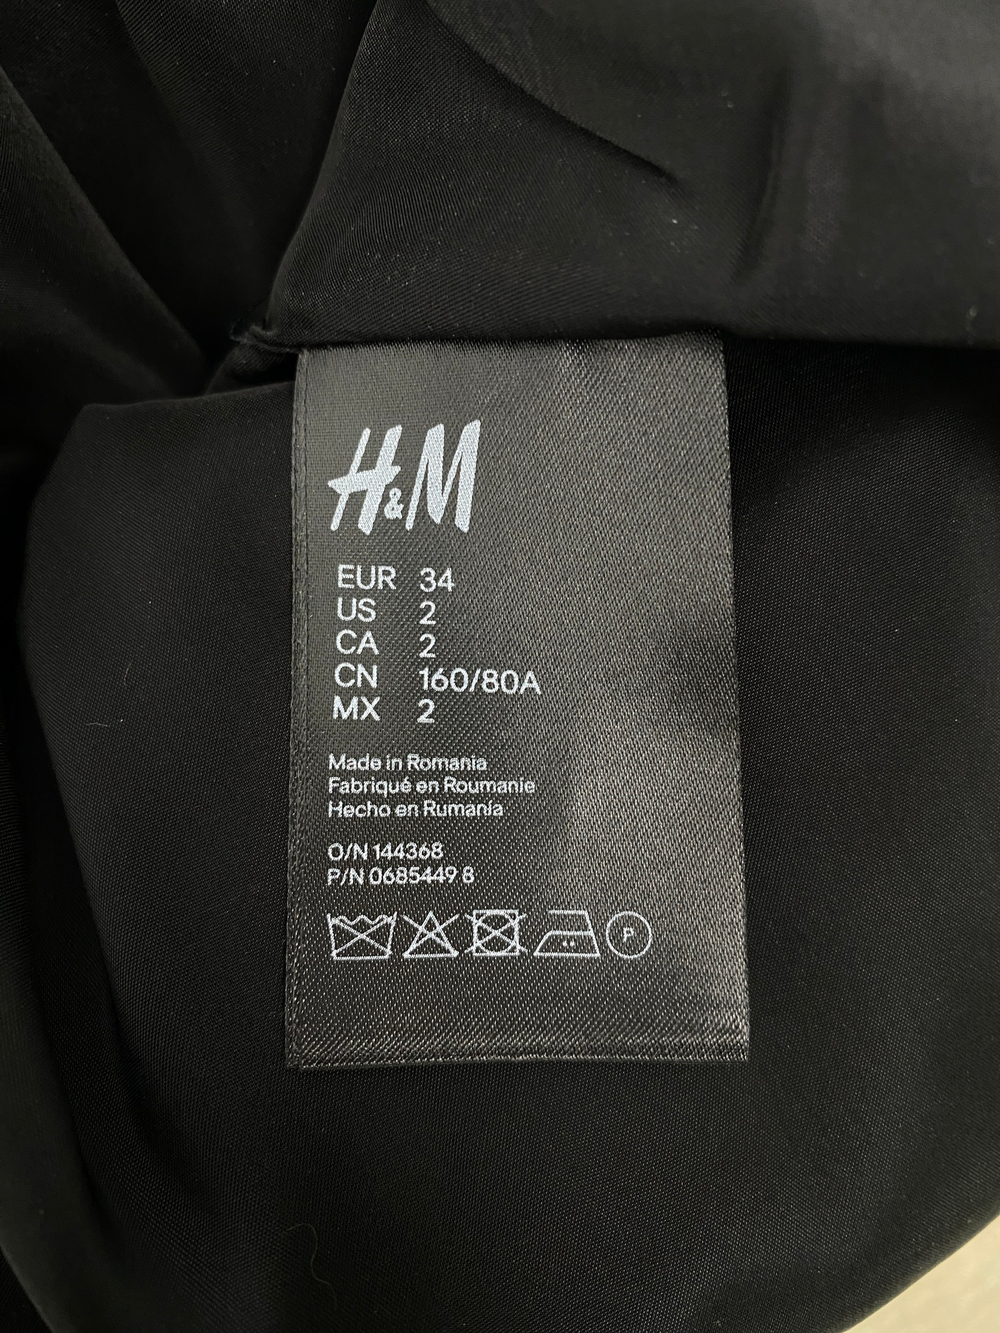 H&M
EUR 34
US 2
CA 2
CN 160/80A
MX 2
Made in Romania
Fabriqué en Roumanie
Hecho en Rumanía
O/N 144368
P/N 0685449 8
P